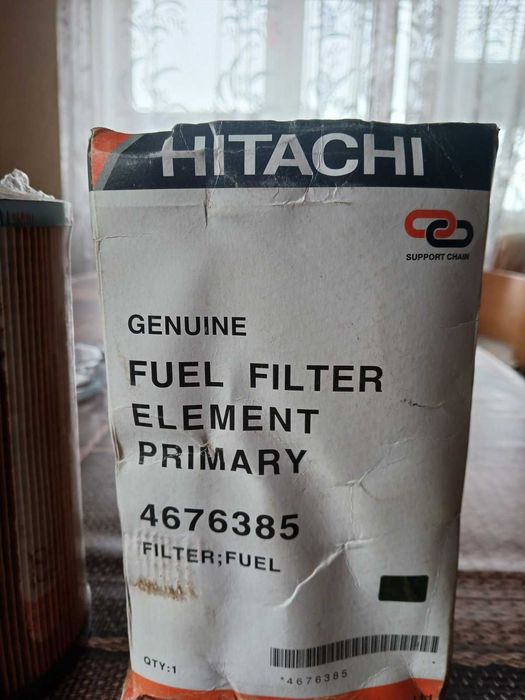 HITACHI
SUPPORT CHAIN
GENUINE
FUEL FILTER
ELEMENT
PRIMARY
4676385
FILTER;FUEL
QTY:1
*4676385